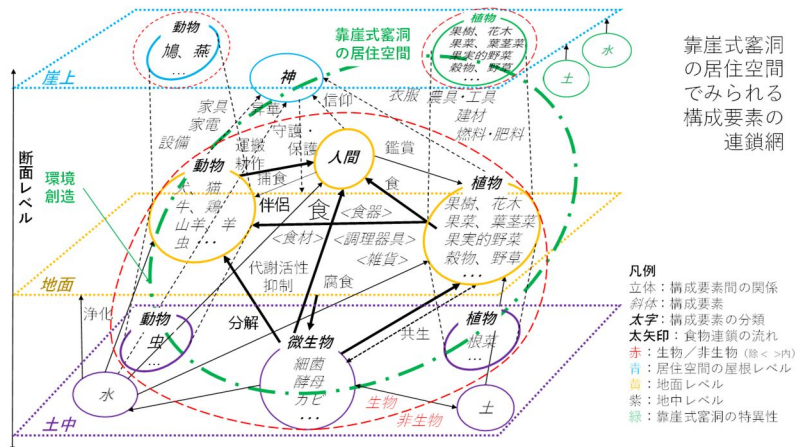 動物
鳩、燕
…
靠崖式窰洞
の居住空間
植物
果樹、花木
果菜、葉茎菜
果実的野菜
穀物、野草
…
水
土
靠崖式窰洞
の居住空間
でみられる
構成要素の
連鎖網
崖上
神
家具
家電
設備
昇華
信仰
守護・
保護
衣服
農具・工具
建材
燃料・肥料
断面レベル
環境
創造
運搬
耕作
人間
鑑賞
動物
犬、猫
牛、鶏
山羊、羊
虫…
捕食
伴侶
食
食
<食器>
<食材>
<調理器具>
<雑貨>
植物
果樹、花木
果菜、葉茎菜
果実的野菜
穀物、野草
…
地面
代謝活性
抑制
腐食
浄化
動物
虫
分解
微生物
細菌
酵母
カビ
…
共生
植物
根菜
…
水
土
生物
非生物
土中
凡例
立体:構成要素間の関係
斜体:構成要素
太字:構成要素の分類
太矢印:食物連鎖の流れ
赤:生物/非生物(除< >内)
青:居住空間の屋根レベル
黄:地面レベル
紫:地中レベル
緑:靠崖式窰洞の特異性